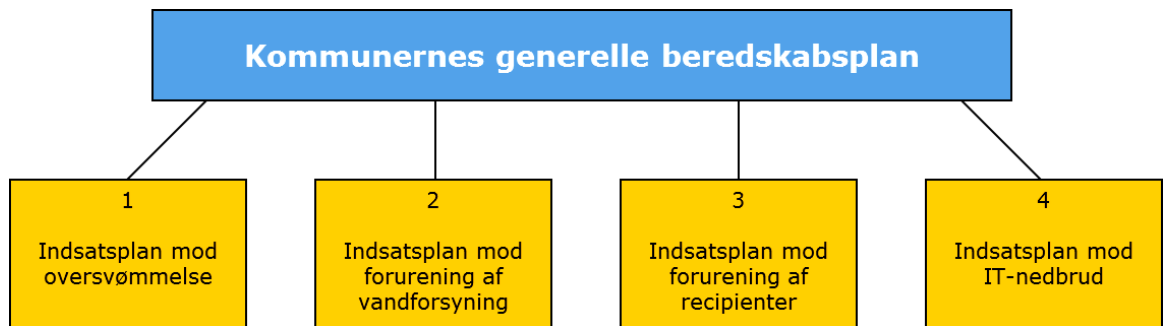 Kommunernes generelle beredskabsplan
1
Indsatsplan mod
oversvømmelse
2
Indsatsplan mod
forurening af
vandforsyning
3
Indsatsplan mod
forurening af
recipienter
4
Indsatsplan mod
IT-nedbrud